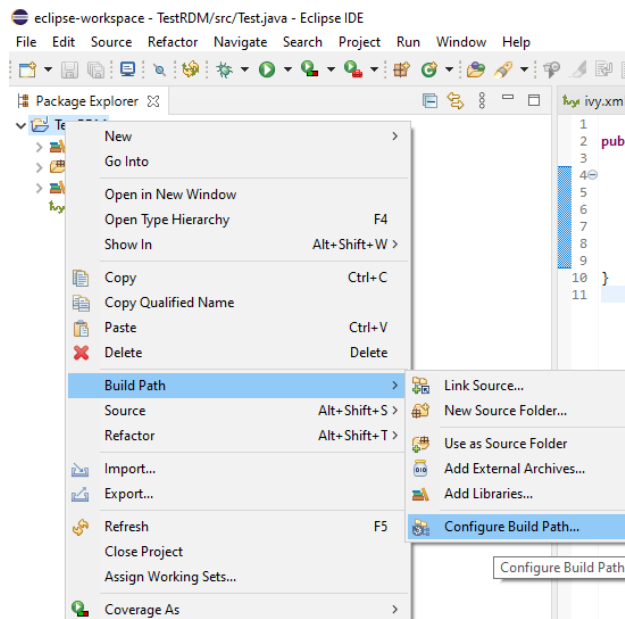 eclipse-workspace - TestRDM/src/Test.java - Eclipse IDE
File Edit Source Refactor Navigate Search Project Run Window Help
Package Explorer
ivy.xm
New
Go Into
Open in New Window
Open Type Hierarchy F4
Show In Alt+Shift+W >
Copy Ctrl+C
Copy Qualified Name
Paste Ctrl+V
Delete Delete
Build Path >
Source Alt+Shift+S >
Refactor Alt+Shift+T >
Import...
Export...
Refresh F5
Close Project
Assign Working Sets...
Coverage As >
Link Source...
New Source Folder...
Use as Source Folder
Add External Archives...
Add Libraries...
Configure Build Path...
Configure Build Path
1
2 pub
3
4
5
6
7
8
9
10 }
11